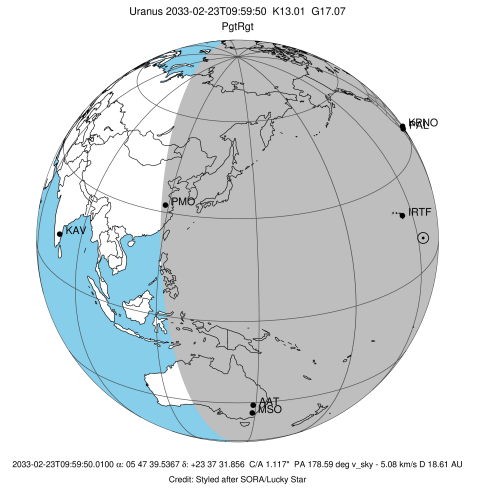 Uranus 2033-02-23T09:59:50 K13.01 G17.07
PgtRgt
KRNO
PAL
PMO
IRTF
KAV
AAT
MSO
2033-02-23T09:59:50.0100 α: 05 47 39.5367 δ: +23 37 31.856 C/A 1.117" PA 178.59 deg v_sky - 5.08 km/s D 18.61 AU
Credit: Styled after SORA/Lucky Star